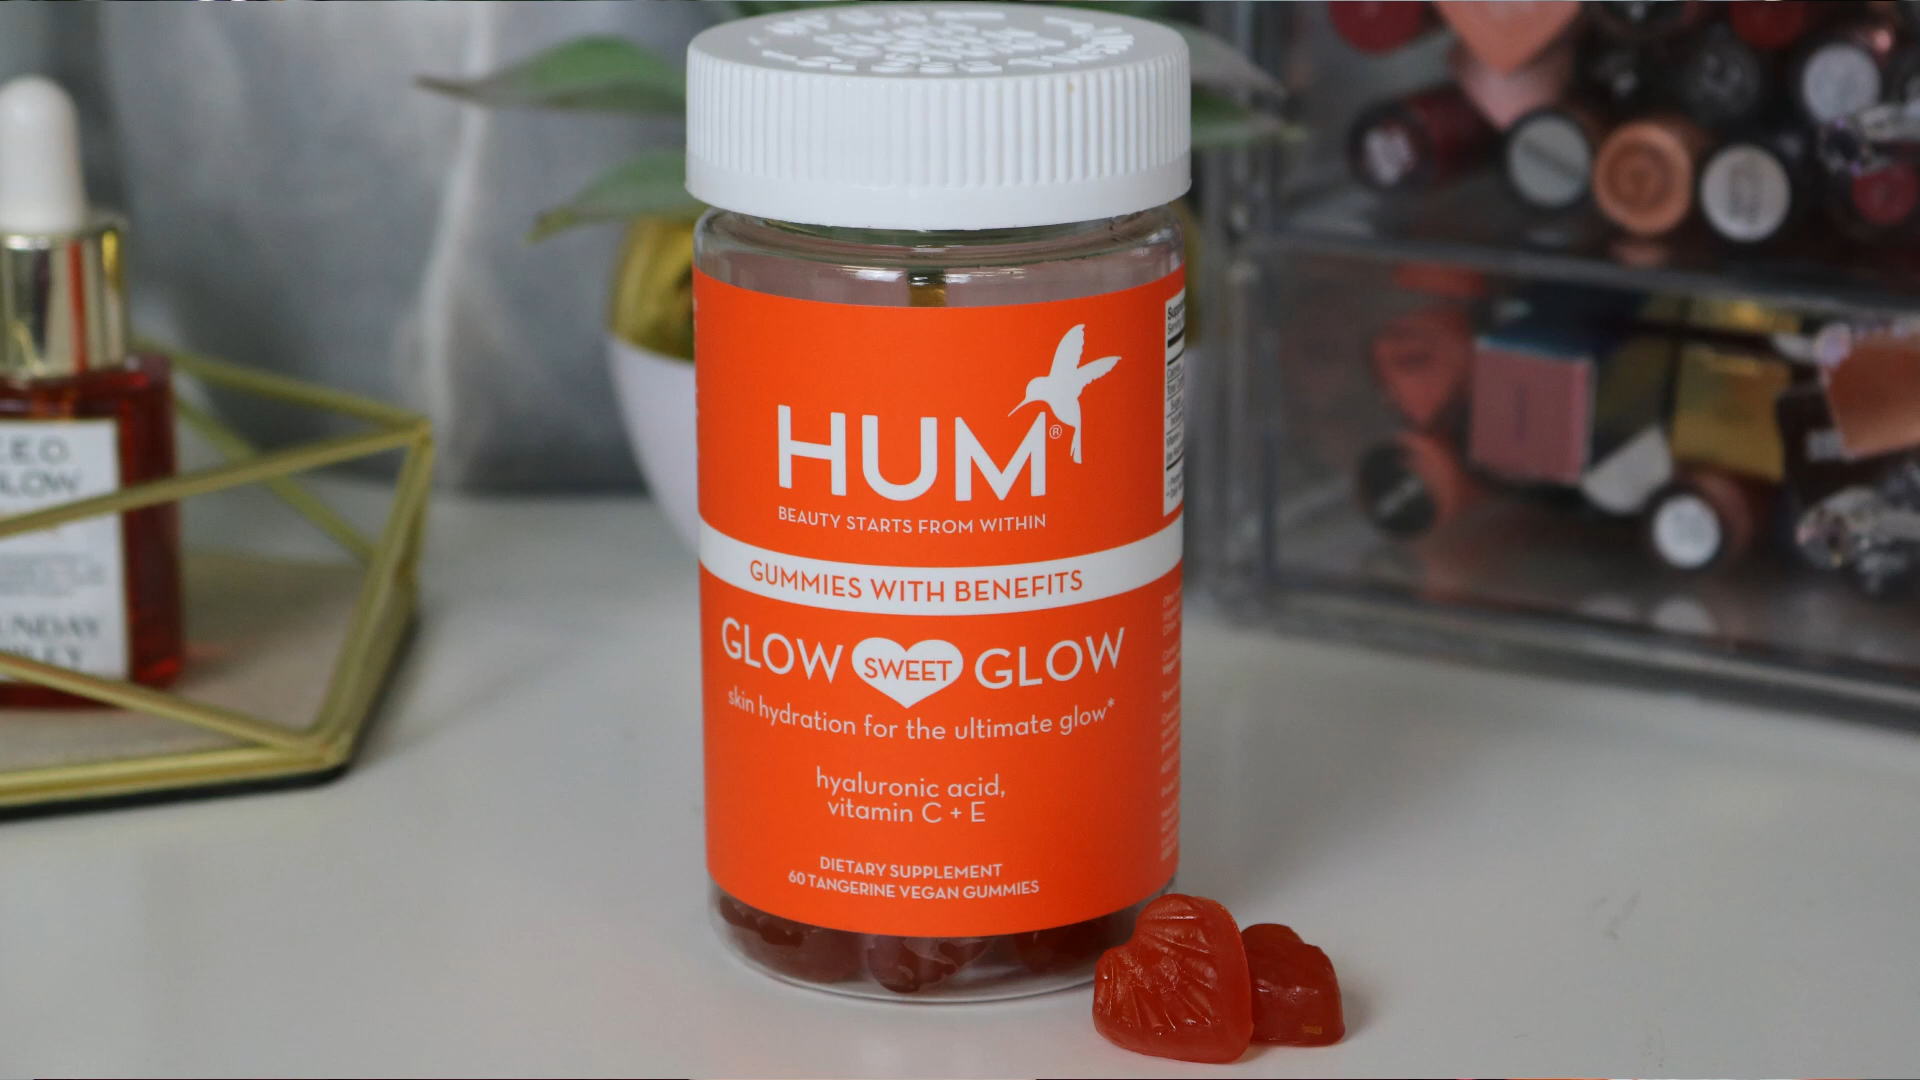 HUM®
BEAUTY STARTS FROM WITHIN
GUMMIES WITH BENEFITS
GLOW SWEET GLOW
skin hydration for the ultimate glow*
hyaluronic acid,
vitamin C + E
DIETARY SUPPLEMENT
60 TANGERINE VEGAN GUMMIES
C.E.O.
GLOW